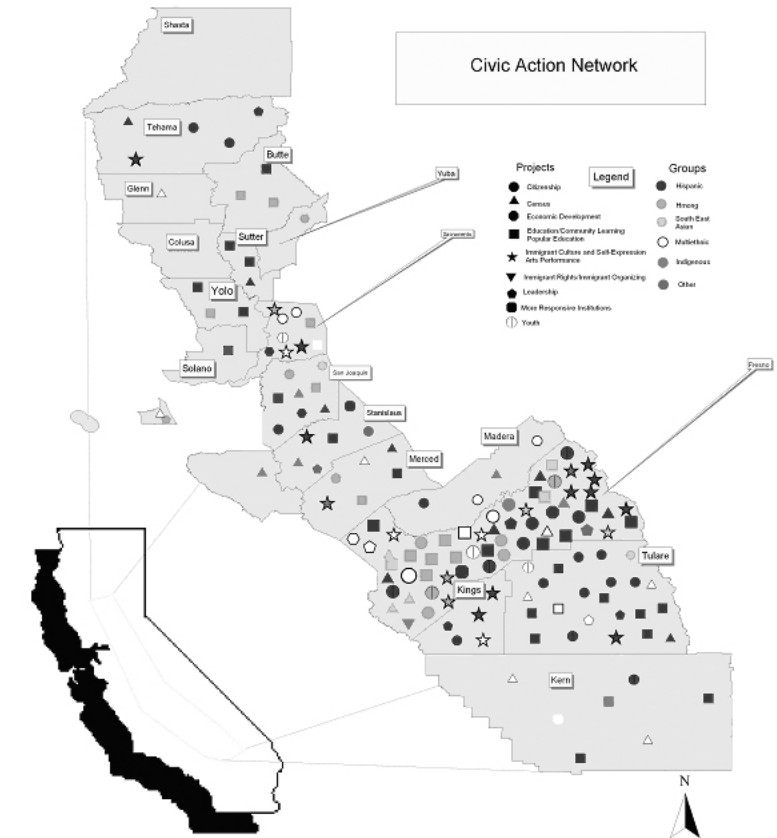 Shasta
Civic Action Network
Tehama
Butte
Glenn
Yuba
Colusa
Sutter
Sacramento
Yolo
Solano
San Joaquin
Stanislaus
Fresno
Madera
Merced
Tulare
Kings
Kern
N
Legend
Projects
Citizenship
Census
Economic Development
Education/Community Learning
Popular Education
Immigrant Culture and Self-Expression
Arts Performance
Immigrant Rights/Immigrant Organizing
Leadership
More Responsive Institutions
Youth
Groups
Hispanic
Hmong
South East
Asian
Multiethnic
Indigenous
Other